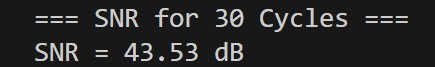 === SNR for 30 Cycles ===
SNR = 43.53 dB